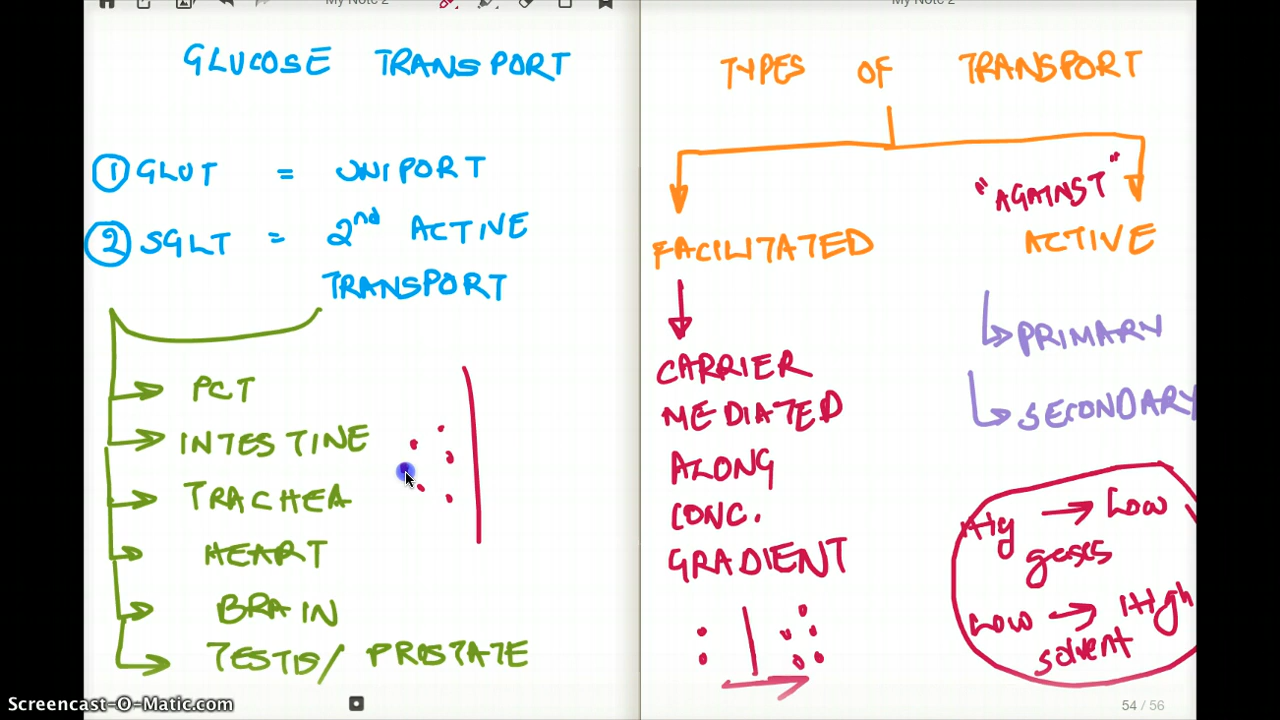 My Note 2
GLUCOSE TRANSPORT
① GLUT = UNIPORT
② SGLT = 2nd ACTIVE
TRANSPORT
PCT
INTESTINE
TRACHEA
HEART
BRAIN
TESTIS/ PROSTATE
My Note 2
TYPES OF TRANSPORT
"AGAINST"
FACILITATED
ACTIVE
PRIMARY
SECONDARY
CARRIER
MEDIATED
ALONG
CONC.
GRADIENT
High → Low
gases
Low → High
solvent
Screencast-O-Matic.com
54 / 56